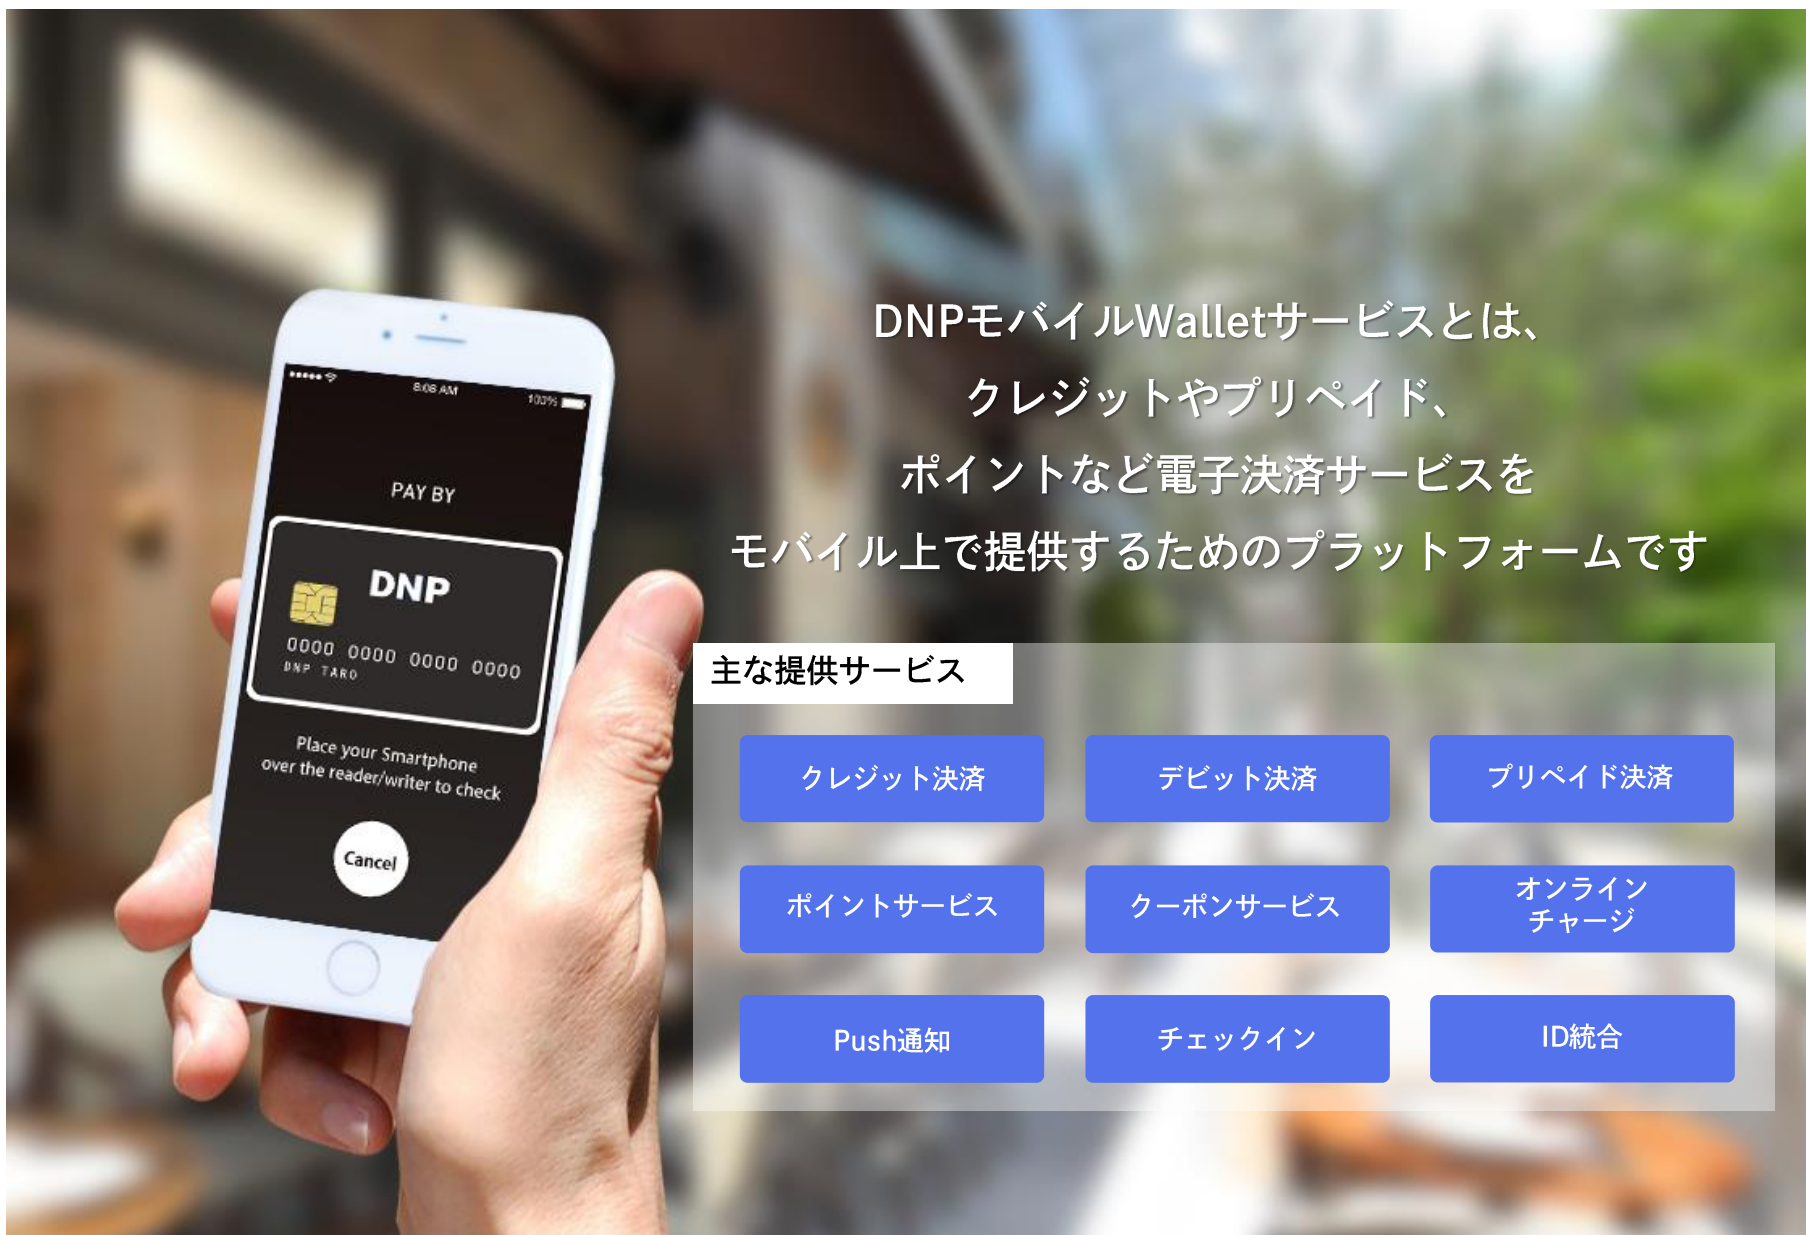 DNPモバイルWalletサービスとは、
クレジットやプリペイド、
ポイントなど電子決済サービスを
モバイル上で提供するためのプラットフォームです
8:08 AM
100%
PAY BY
DNP
0000 0000 0000 0000
DNP TARO
Place your Smartphone
over the reader/writer to check
Cancel
主な提供サービス
クレジット決済
デビット決済
プリペイド決済
ポイントサービス
クーポンサービス
オンライン
チャージ
Push通知
チェックイン
ID統合